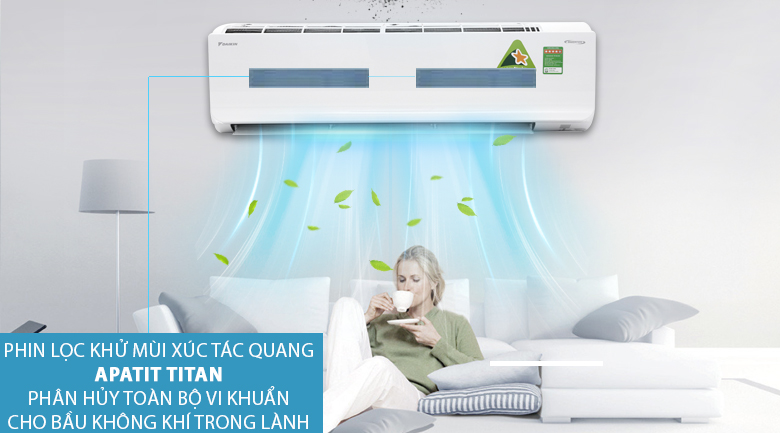 DAIKIN
PHIN LỌC KHỬ MÙI XÚC TÁC QUANG
APATIT TITAN
PHÂN HỦY TOÀN BỘ VI KHUẨN
CHO BẦU KHÔNG KHÍ TRONG LÀNH